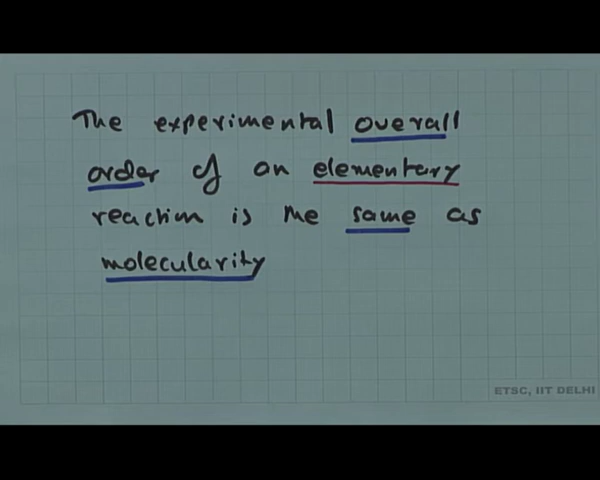 The experimental overall
order of an elementary
reaction is the same as
molecularity
ETSC, IIT DELHI